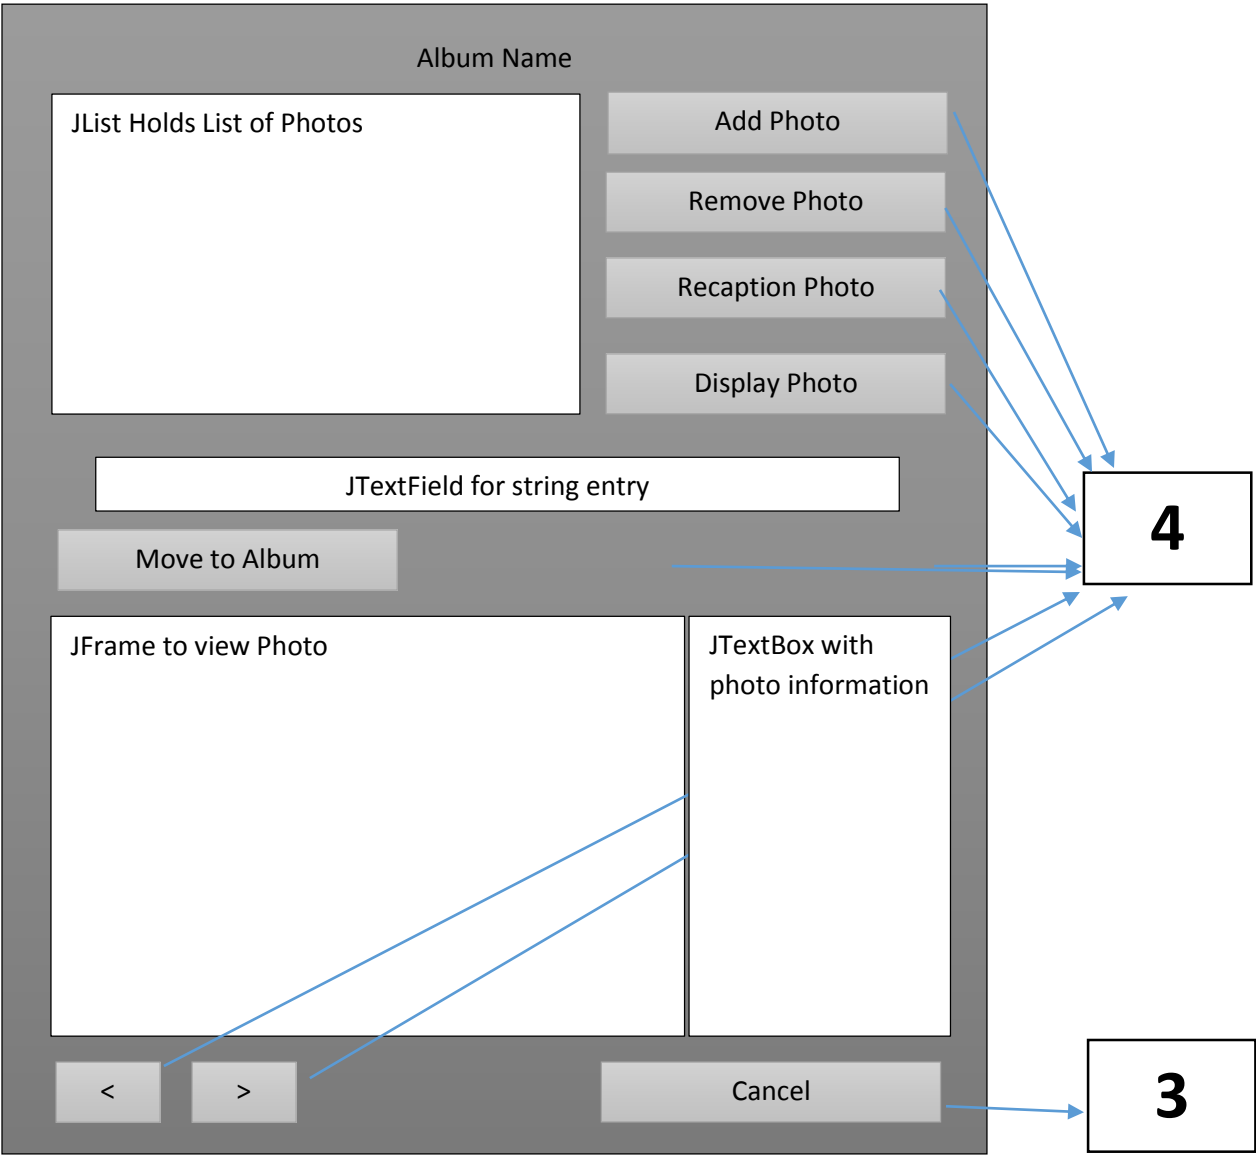 Album Name
JList Holds List of Photos
Add Photo
Remove Photo
Recaption Photo
Display Photo
JTextField for string entry
4
Move to Album
JFrame to view Photo
JTextBox with
photo information
<
>
Cancel
3